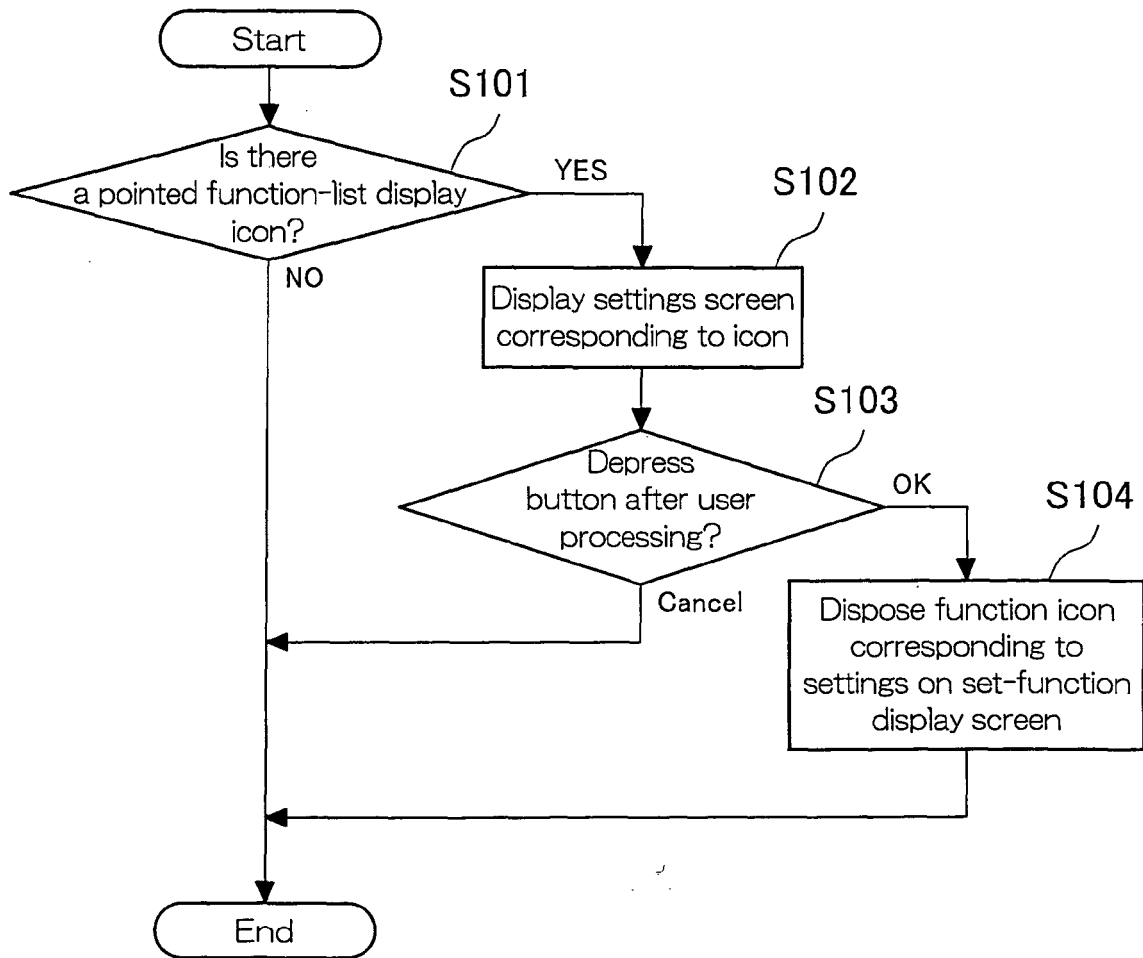 Start
S101
Is there
a pointed function-list display
icon?
YES
NO
S102
Display settings screen
corresponding to icon
S103
Depress
button after user
processing?
OK
Cancel
S104
Dispose function icon
corresponding to
settings on set-function
display screen
End